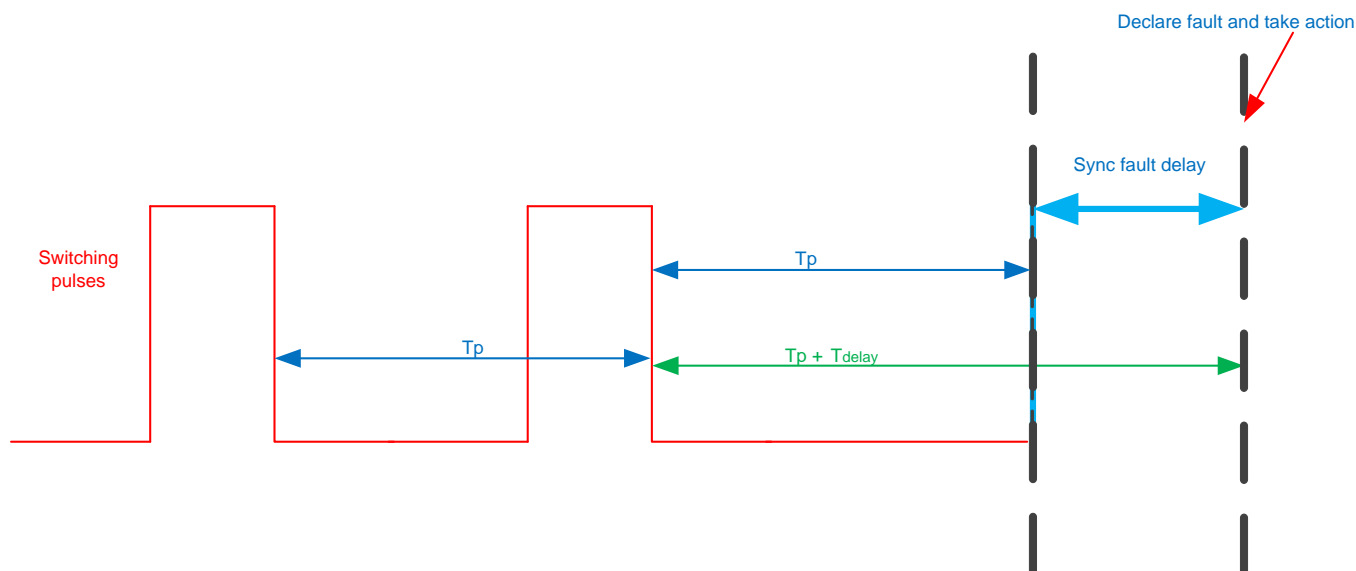 Declare fault and take action
Sync fault delay
Switching
pulses
Tp
Tp
Tp + Tdelay